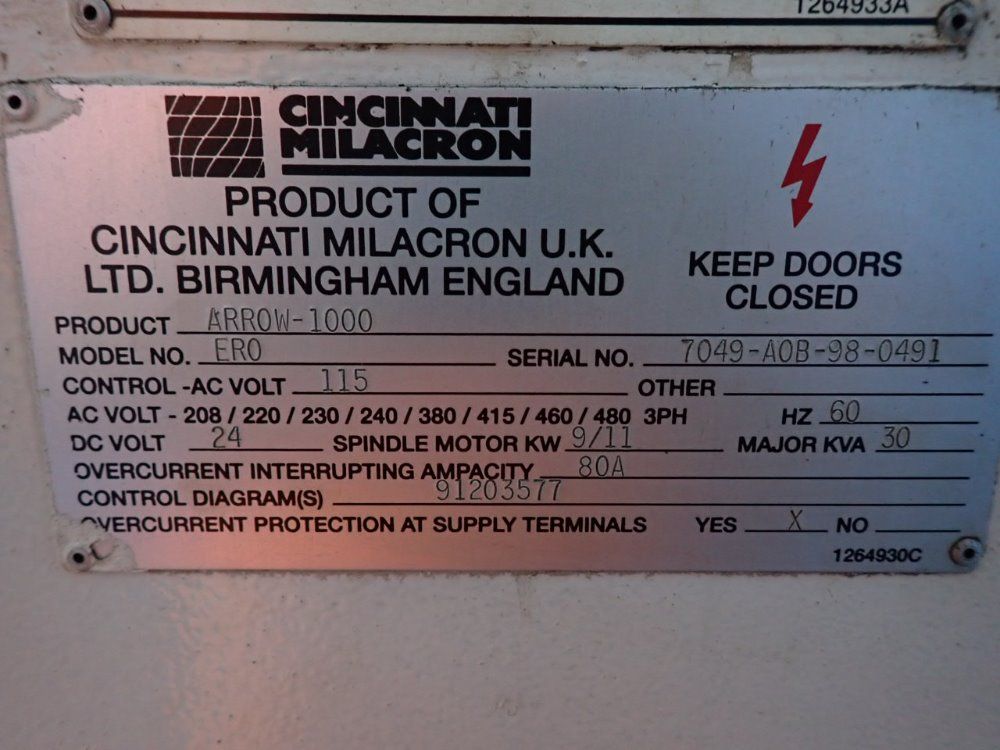 1264933A
CINCINNATI
MILACRON
PRODUCT OF
CINCINNATI MILACRON U.K.
LTD. BIRMINGHAM ENGLAND
KEEP DOORS
CLOSED
PRODUCT ARROW-1000
MODEL NO. ERO SERIAL NO. 7049-A0B-98-0491
CONTROL -AC VOLT 115 OTHER
AC VOLT - 208 / 220 / 230 / 240 / 380 / 415 / 460 / 480 3PH HZ 60
DC VOLT 24 SPINDLE MOTOR KW 9/11 MAJOR KVA 30
OVERCURRENT INTERRUPTING AMPACITY 80A
CONTROL DIAGRAM(S) 91203577
OVERCURRENT PROTECTION AT SUPPLY TERMINALS YES X NO
1264930C